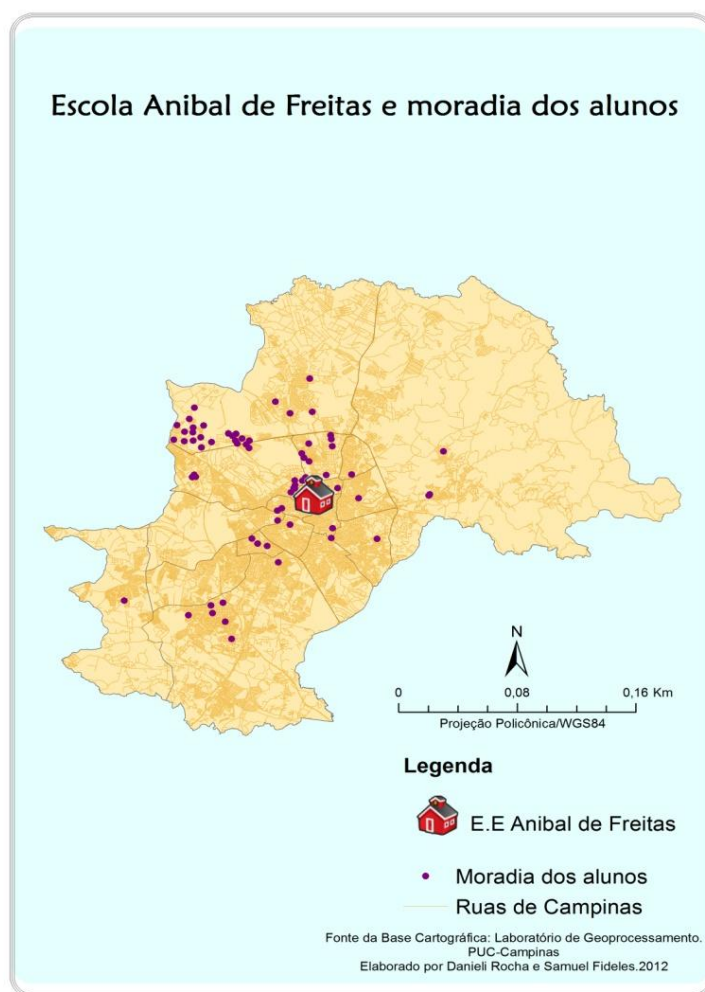 Escola Anibal de Freitas e moradia dos alunos
N
0 0,08 0,16 Km
Projeção Policônica/WGS84
Legenda
E.E Anibal de Freitas
Moradia dos alunos
Ruas de Campinas
Fonte da Base Cartográfica: Laboratório de Geoprocessamento.
PUC-Campinas
Elaborado por Danieli Rocha e Samuel Fideles.2012